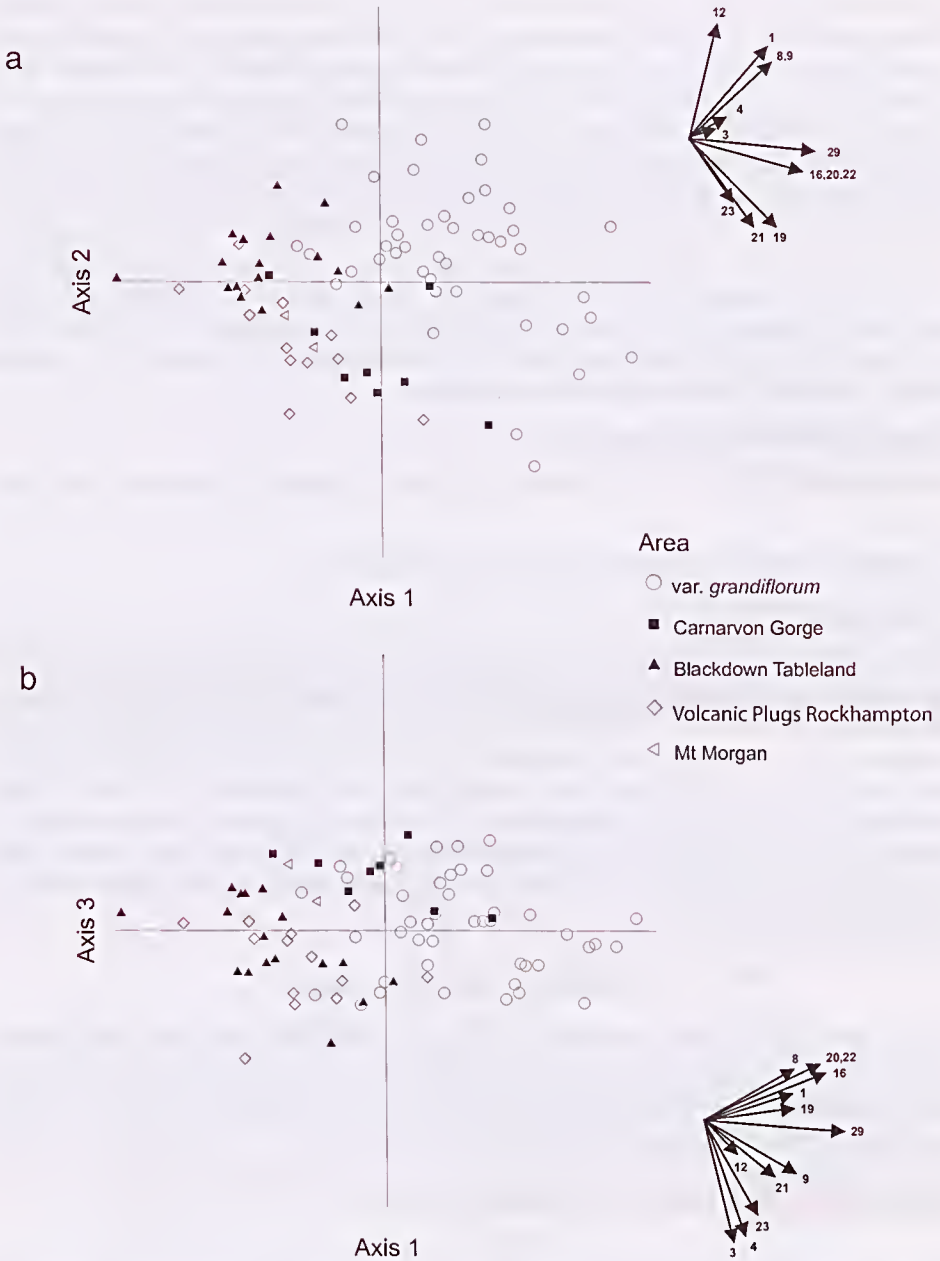 a
12
1
8,9
4
3
29
16,20,22
23
21 19
Axis 2
Axis 1
Area
var. grandiflorum
Carnarvon Gorge
Blackdown Tableland
Volcanic Plugs Rockhampton
Mt Morgan
b
Axis 3
Axis 1
8
20,22
16
1
19
29
12
9
21
23
3 4